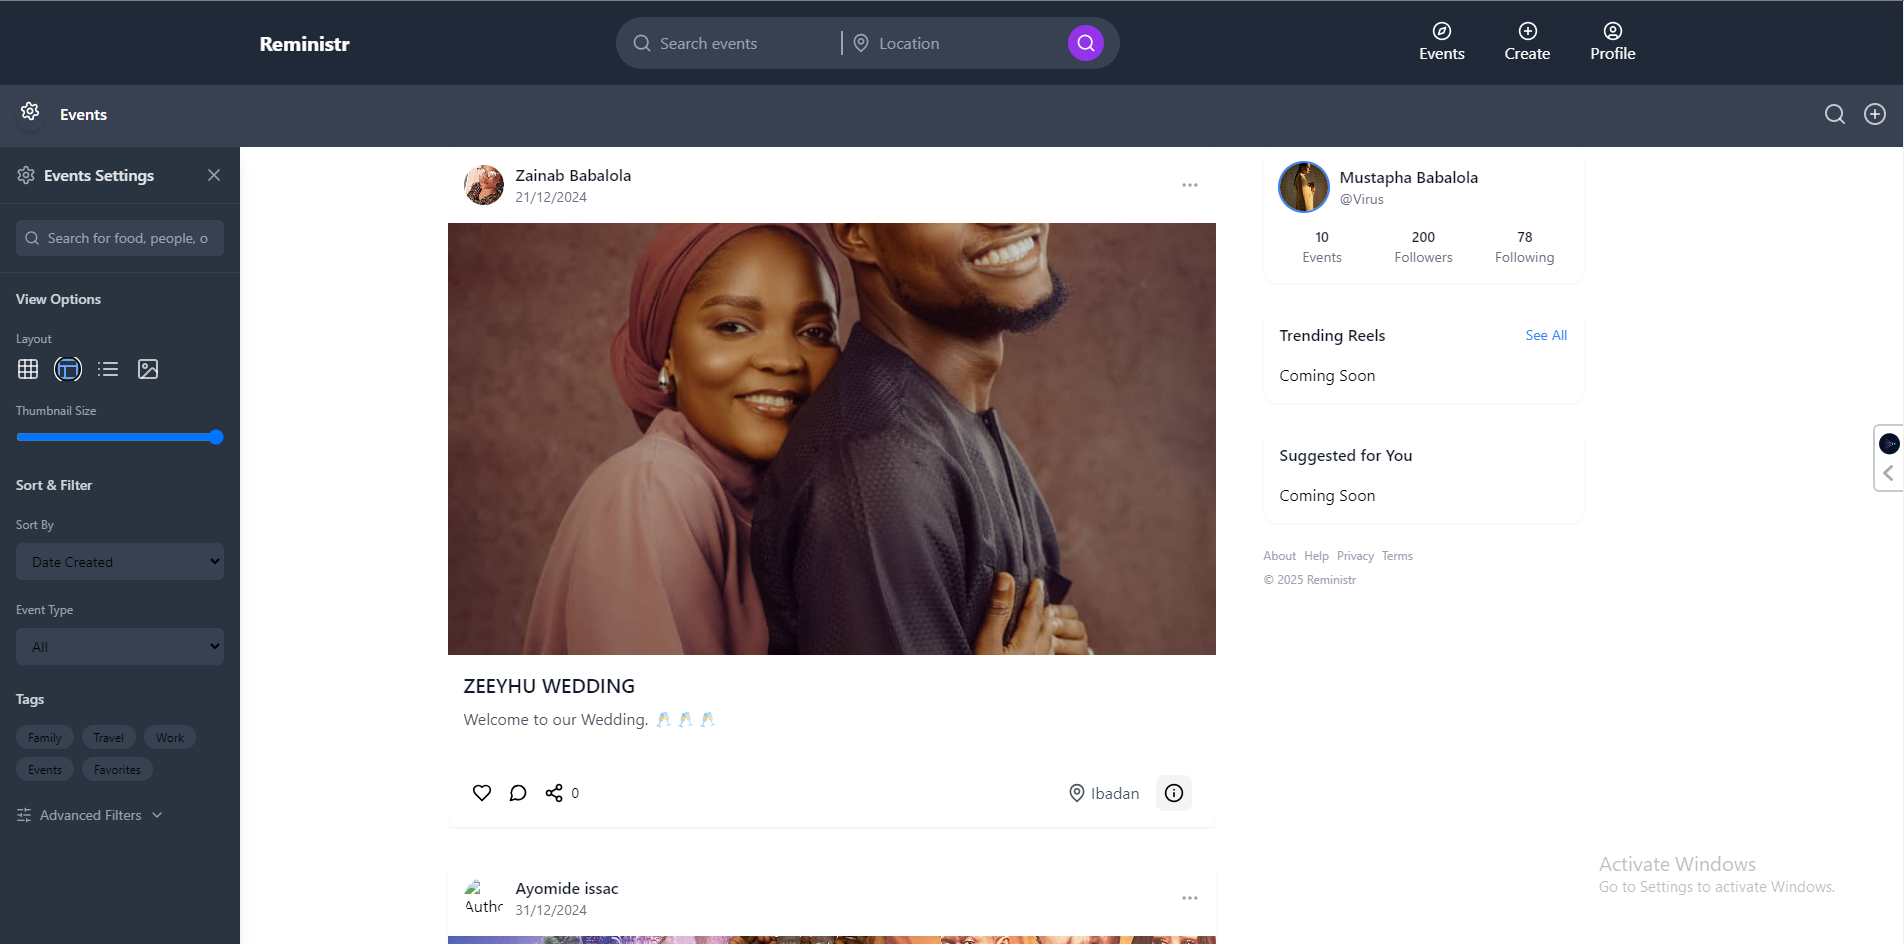 Reministr
Search events
Location
Events
Create
Profile
Events
Events Settings
Search for food, people, o
View Options
Layout
Thumbnail Size
Sort & Filter
Sort By
Date Created
Event Type
All
Tags
Family
Travel
Work
Events
Favorites
Advanced Filters
Zainab Babalola
21/12/2024
ZEEYHU WEDDING
Welcome to our Wedding. 🥂 🥂 🥂
0
Ibadan
Ayomide issac
Autho
31/12/2024
Mustapha Babalola
@Virus
10
200
78
Events
Followers
Following
Trending Reels
See All
Coming Soon
Suggested for You
Coming Soon
About Help Privacy Terms
© 2025 Reministr
Activate Windows
Go to Settings to activate Windows.